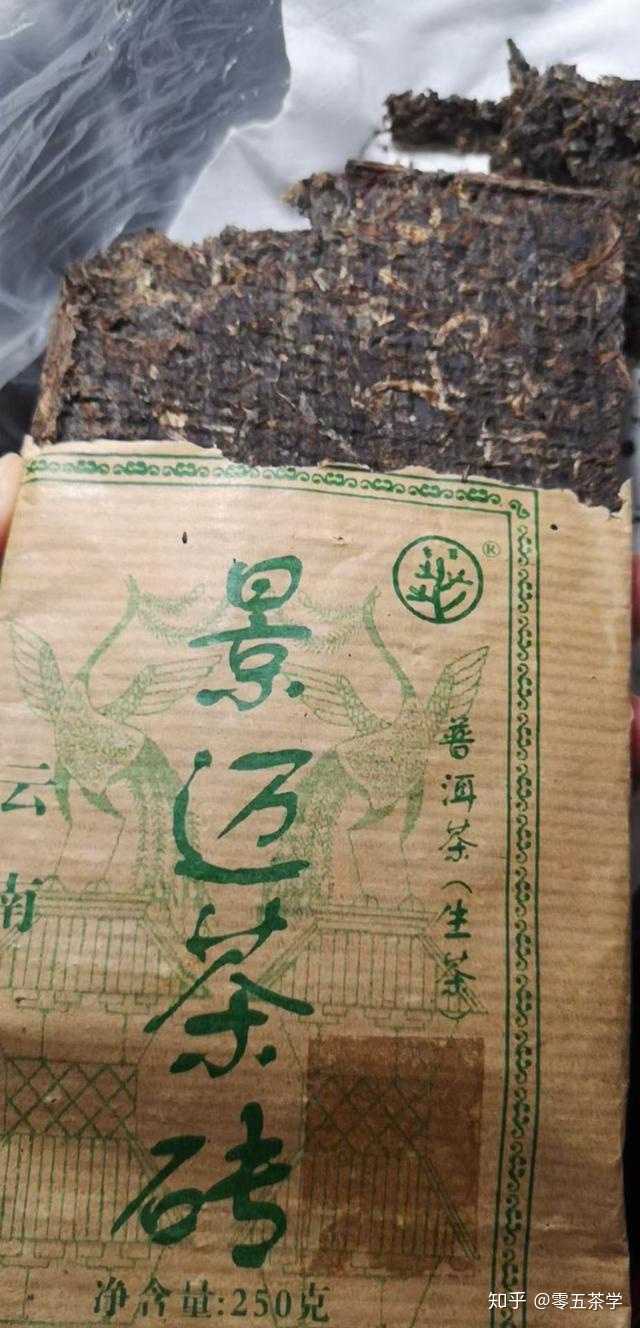 景迈茶砖
普洱茶（生茶）
云南
净含量:250克
®
知乎 @零五茶学